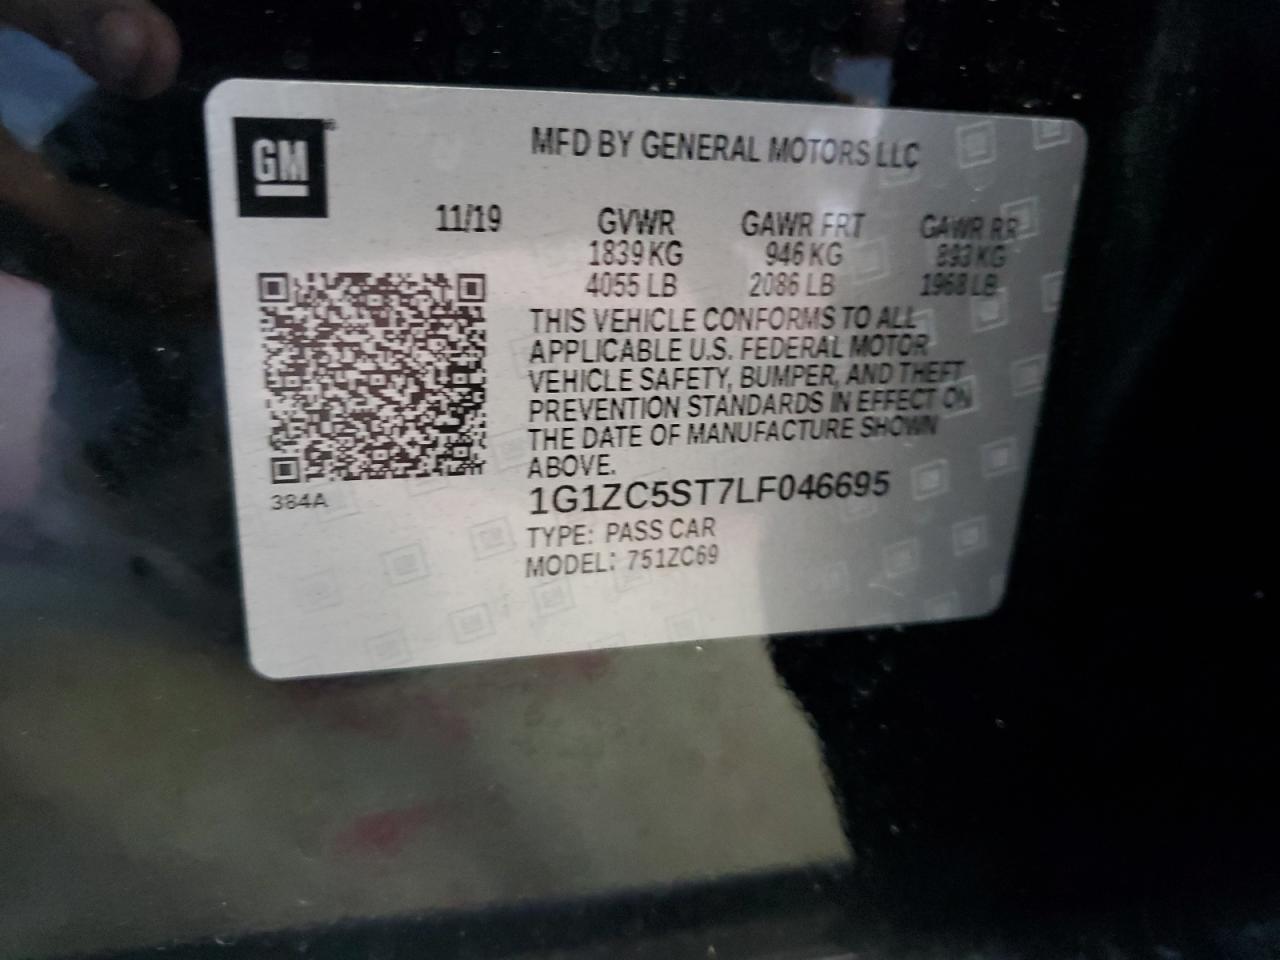 GM
MFD BY GENERAL MOTORS LLC
11/19 GVWR GAWR FRT GAWR RR
1839 KG 946 KG 893 KG
4055 LB 2086 LB 1968 LB
THIS VEHICLE CONFORMS TO ALL
APPLICABLE U.S. FEDERAL MOTOR
VEHICLE SAFETY, BUMPER, AND THEFT
PREVENTION STANDARDS IN EFFECT ON
THE DATE OF MANUFACTURE SHOWN
ABOVE.
384A
1G1ZC5ST7LF046695
TYPE: PASS CAR
MODEL: 751ZC69